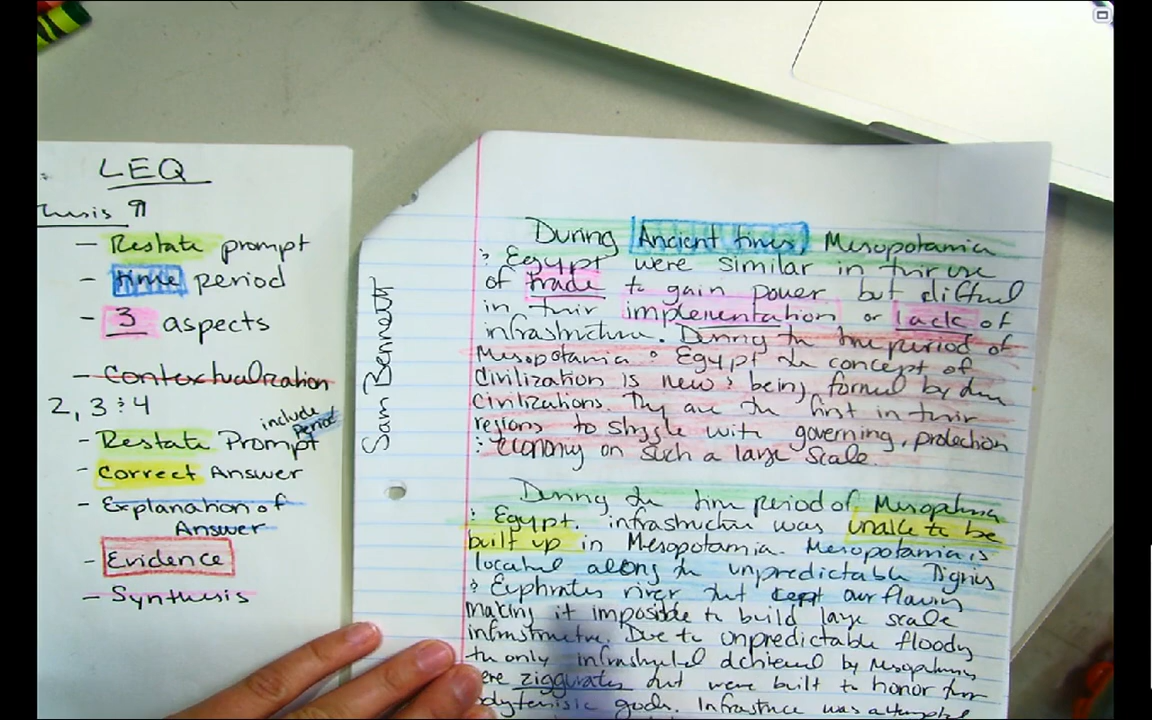 LEQ
Thesis ¶
- Restate prompt
- time period
- 3 aspects
- Contextualization
2, 3 & 4
- Restate Prompt include period
- Correct Answer
- Explanation of
Answer
- Evidence
- Synthesis
Sam Bennett
During Ancient times Mesopotamia
& Egypt were similar in their use
of trade to gain power but differed
in their implementation or lack of
infrastructure. During the time period of
Mesopotamia & Egypt the concept of
Civilization is new & being formed by
Civilizations. They are the first in their
regions to struggle with governing, protection
& economy on such a large scale.
During the time period of Mesopotamia
& Egypt. infrastructure was unable to be
built up in Mesopotamia. Mesopotamia is
located along the unpredictable Tigris
& Euphrates river that kept
making it impossible to build large scale
infrastructure. Due to unpredictable
the only achieved by Mesopotamia
were ziggurats that were built to honor their
gods. was attempted